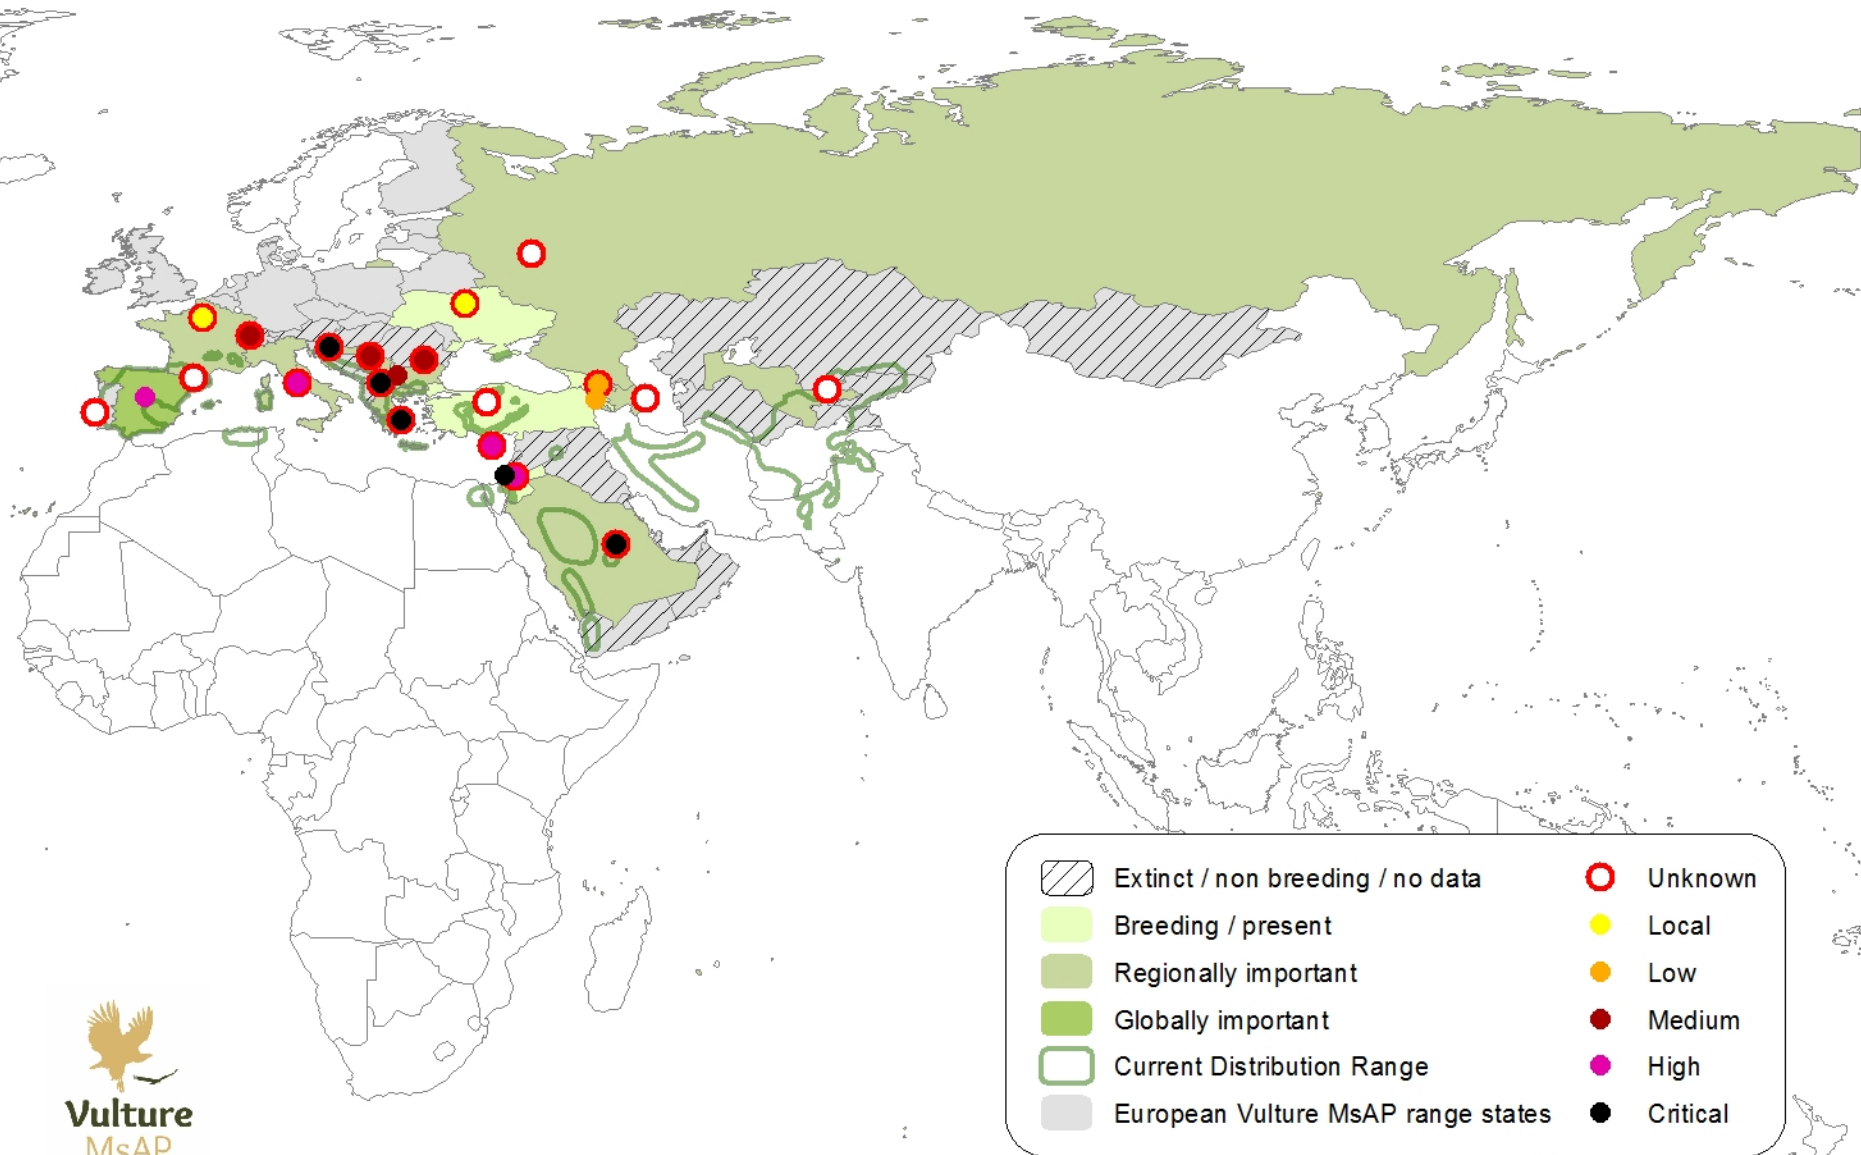 Extinct / non breeding / no data
Unknown
Breeding / present
Local
Regionally important
Low
Globally important
Medium
Current Distribution Range
High
European Vulture MsAP range states
Critical
Vulture
MsAP